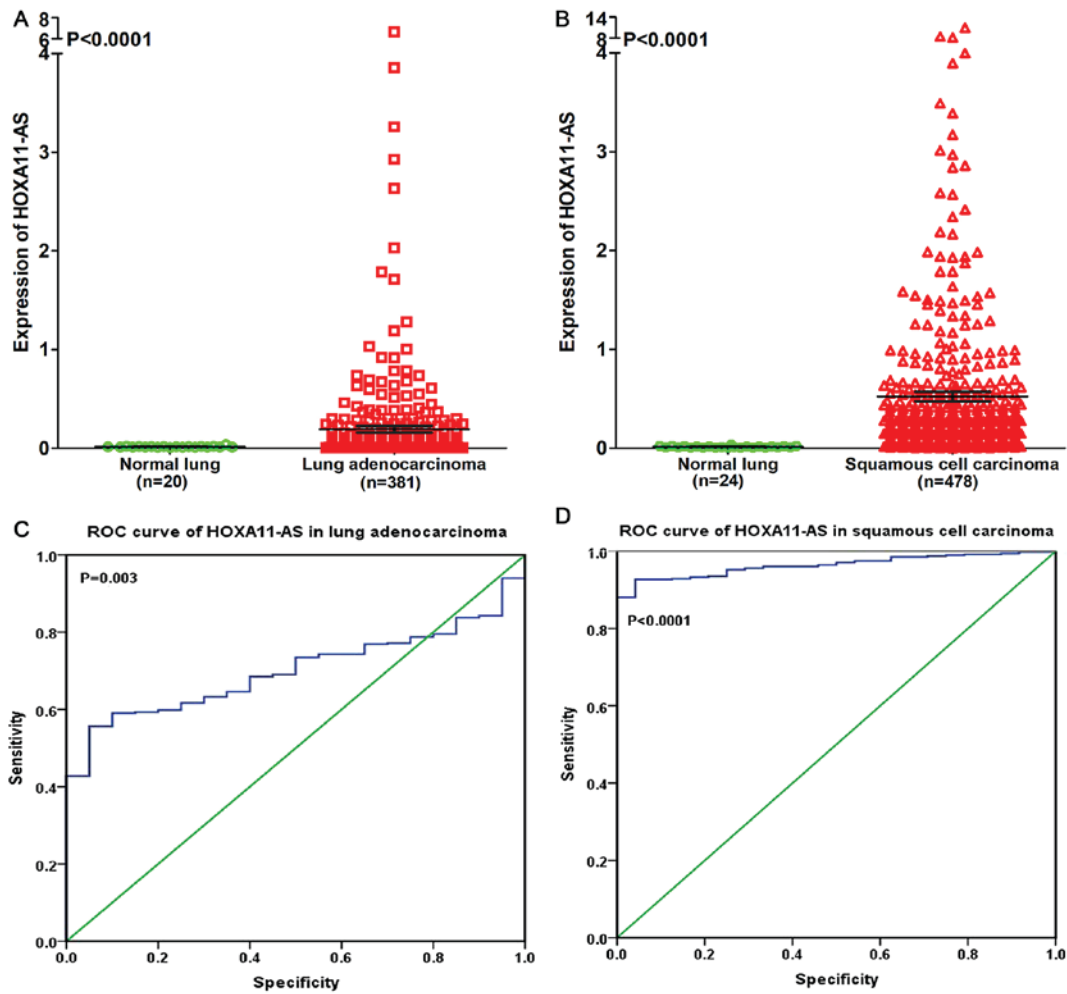 A
8
6
4
3
2
1
0
P<0.0001
Expression of HOXA11-AS
Normal lung
(n=20)
Lung adenocarcinoma
(n=381)
B
14
8
4
3
2
1
0
P<0.0001
Expression of HOXA11-AS
Normal lung
(n=24)
Squamous cell carcinoma
(n=478)
C
ROC curve of HOXA11-AS in lung adenocarcinoma
P=0.003
1.0
0.8
0.6
0.4
0.2
0.0
Sensitivity
0.0 0.2 0.4 0.6 0.8 1.0
Specificity
D
ROC curve of HOXA11-AS in squamous cell carcinoma
P<0.0001
1.0
0.8
0.6
0.4
0.2
0.0
Sensitivity
0.0 0.2 0.4 0.6 0.8 1.0
Specificity